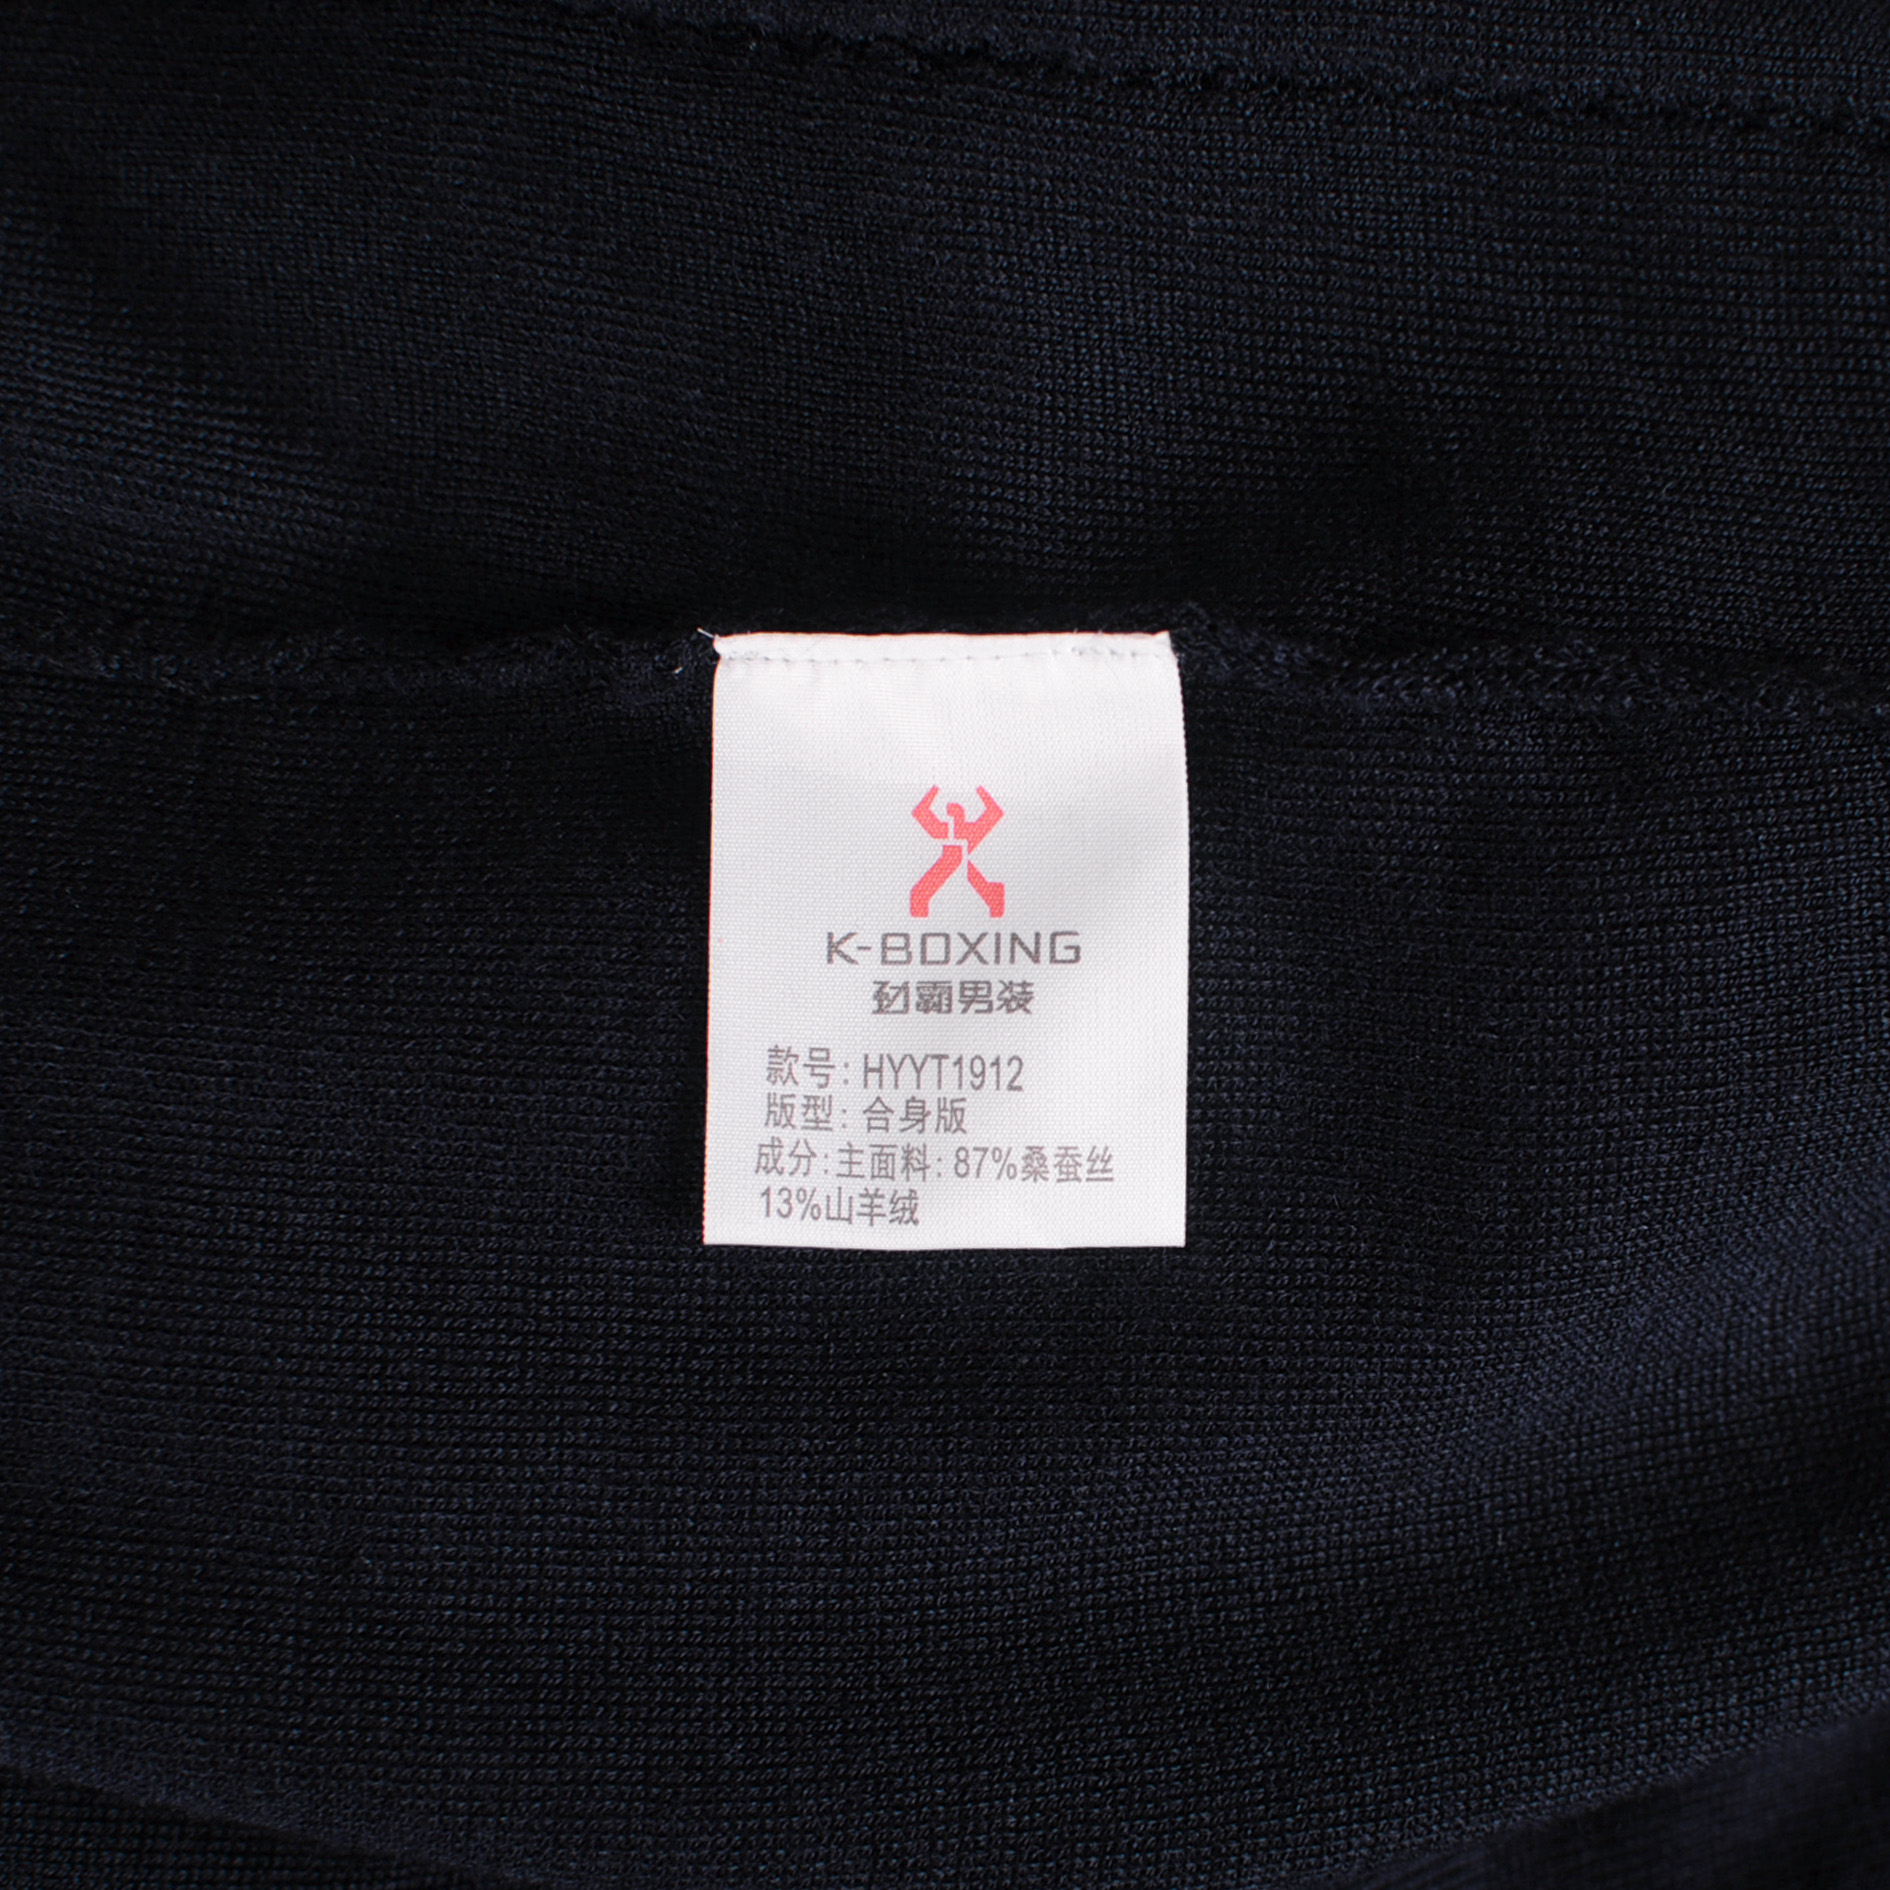 K-BOXING
劲霸男装
款号: HYYT1912
版型: 合身版
成分: 主面料: 87%桑蚕丝
13%山羊绒